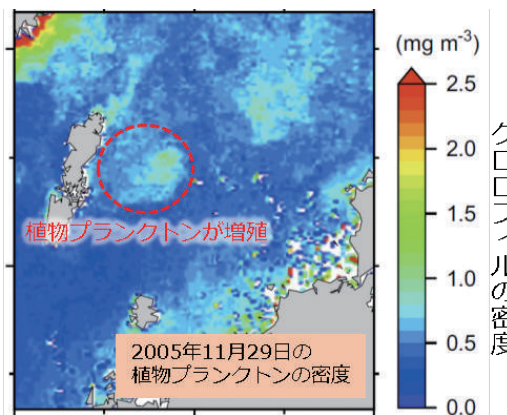 (mg m-3)
2.5
2.0
1.5
1.0
0.5
0.0
クロロフィルの密度
植物プランクトンが増殖
2005年11月29日の
植物プランクトンの密度